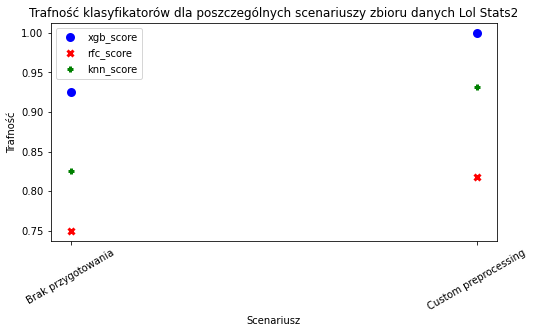 Trafność klasyfikatorów dla poszczególnych scenariuszy zbioru danych Lol Stats2
xgb_score
rfc_score
knn_score
1.00
0.95
0.90
0.85
0.80
0.75
Trafność
Brak przygotowania
Custom preprocessing
Scenariusz